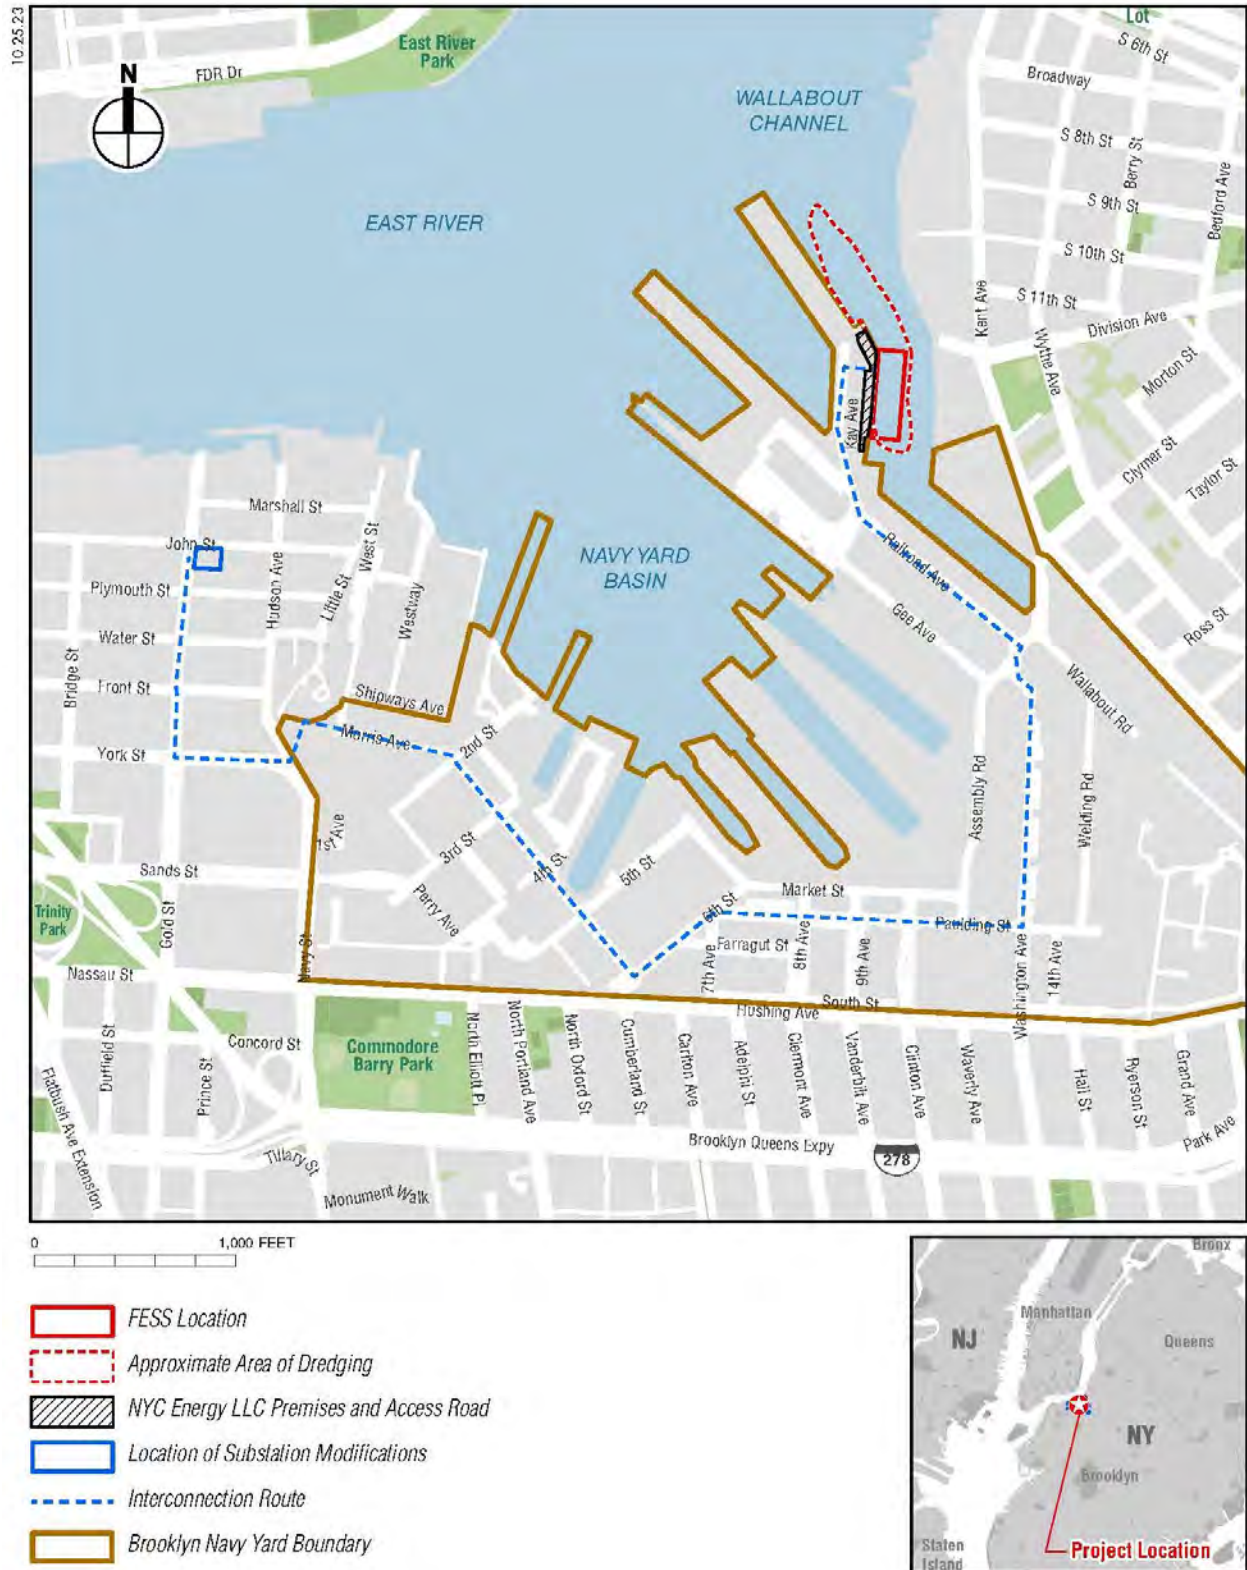 10.25.23
N
FDR Dr
East River
Park
WALLABOUT
CHANNEL
EAST RIVER
Lot
S 6th St
Broadway
S 8th St
Berry St
S 9th St
Bedford Ave
S 10th St
S 11th St
Kent Ave
Division Ave
Wythe Ave
Morton St
Clymer St
Taylor St
Kay Ave
Marshall St
John St
West St
Hudson Ave
Little St
Plymouth St
Westway
Water St
Bridge St
Front St
Shipways Ave
Morris Ave
York St
NAVY YARD
BASIN
Railroad Ave
Gee Ave
Ross St
Wallabout Rd
2nd St
Assembly Rd
Welding Rd
1st Ave
3rd St
4th St
5th St
Sands St
Perry Ave
Market St
6th St
Paulding St
Trinity
Park
Gold St
Navy St
Farragut St
7th Ave
8th Ave
9th Ave
Washington Ave
14th Ave
Nassau St
South St
Hushing Ave
Duffield St
Concord St
Commodore
Barry Park
North Elliott Pl
North Portland Ave
North Oxford St
Cumberland St
Carlton Ave
Adelphi St
Clermont Ave
Vanderbilt Ave
Clinton Ave
Waverly Ave
Hall St
Ryerson St
Grand Ave
Park Ave
Flatbush Ave Extension
Prince St
Tillary St
Monument Walk
Brooklyn Queens Expy
278
0 1,000 FEET
FESS Location
Approximate Area of Dredging
NYC Energy LLC Premises and Access Road
Location of Substation Modifications
Interconnection Route
Brooklyn Navy Yard Boundary
Bronx
Manhattan
NJ
Queens
NY
Brooklyn
Staten
Island
Project Location